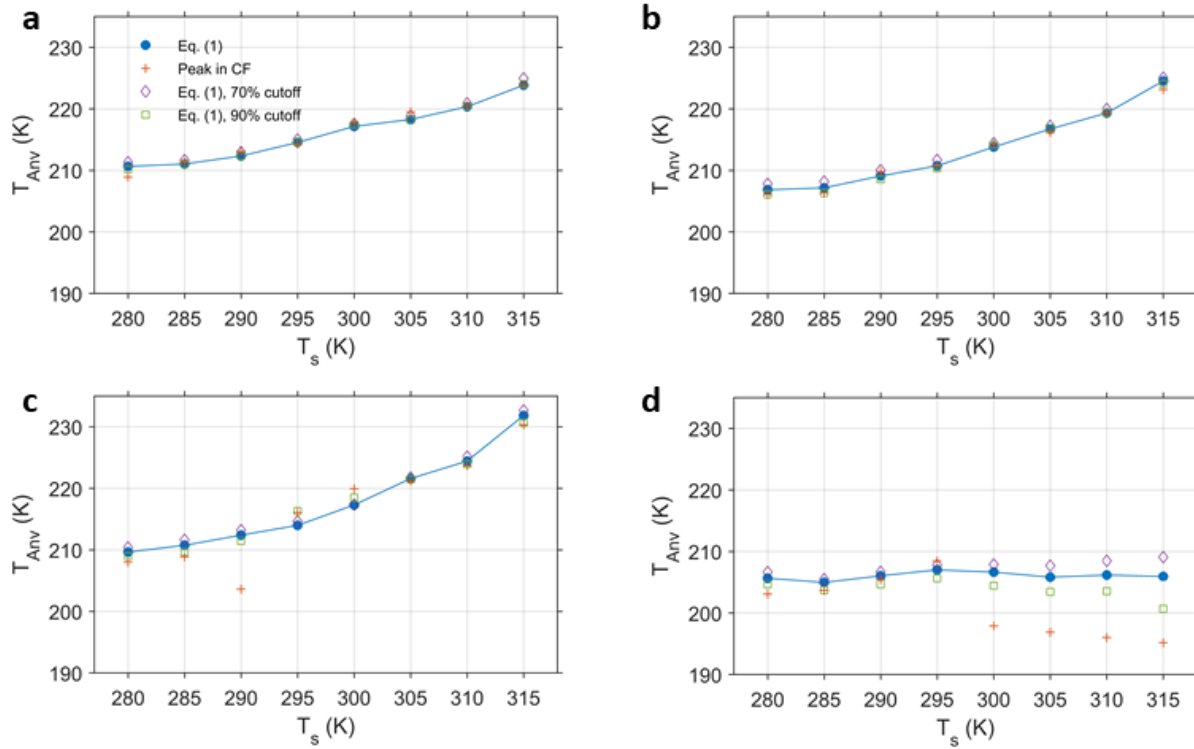 a
230
220
210
200
190
T_Anv (K)
Eq. (1)
Peak in CF
Eq. (1), 70% cutoff
Eq. (1), 90% cutoff
280 285 290 295 300 305 310 315
T_s (K)
b
230
220
210
200
190
T_Anv (K)
280 285 290 295 300 305 310 315
T_s (K)
c
230
220
210
200
190
T_Anv (K)
280 285 290 295 300 305 310 315
T_s (K)
d
230
220
210
200
190
T_Anv (K)
280 285 290 295 300 305 310 315
T_s (K)